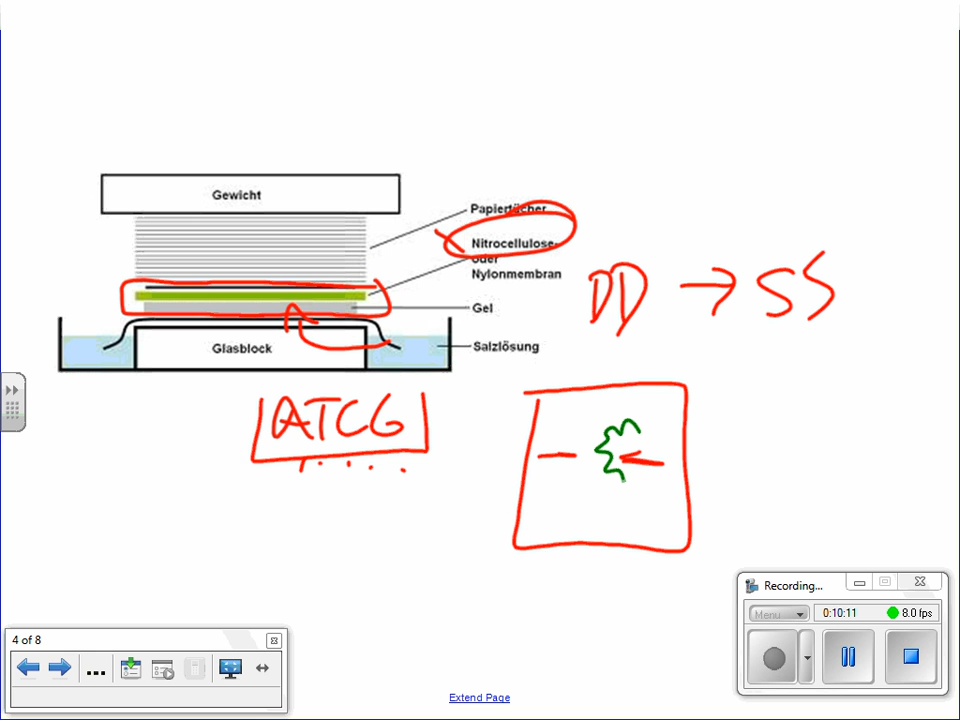 Gewicht
Papiertücher
Nitrocellulose-
oder
Nylonmembran
Gel
Glasblock
Salzlösung
DD → SS
ATCG
Recording...
Menu
0:10:11
8.0 fps
4 of 8
Extend Page